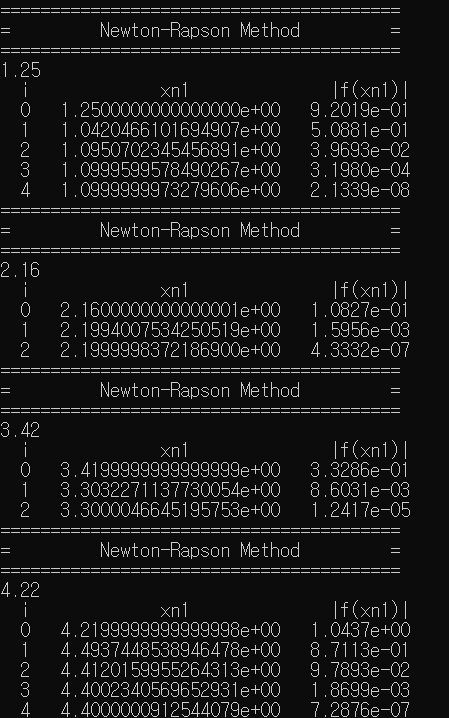 ========================================
=         Newton-Rapson Method         =
========================================
1.25
  i             xn1              |f(xn1)|
  0   1.2500000000000000e+00   9.2019e-01
  1   1.0420466101694907e+00   5.0881e-01
  2   1.0950702345456891e+00   3.9693e-02
  3   1.0999599578490267e+00   3.1980e-04
  4   1.0999999973279606e+00   2.1339e-08
========================================
=         Newton-Rapson Method         =
========================================
2.16
  i             xn1              |f(xn1)|
  0   2.1600000000000001e+00   1.0827e-01
  1   2.1994007534250519e+00   1.5956e-03
  2   2.1999998372186900e+00   4.3332e-07
========================================
=         Newton-Rapson Method         =
========================================
3.42
  i             xn1              |f(xn1)|
  0   3.4199999999999999e+00   3.3286e-01
  1   3.3032271137730054e+00   8.6031e-03
  2   3.3000046645195753e+00   1.2417e-05
========================================
=         Newton-Rapson Method         =
========================================
4.22
  i             xn1              |f(xn1)|
  0   4.2199999999999998e+00   1.0437e+00
  1   4.4937448538946478e+00   8.7113e-01
  2   4.4120159955264313e+00   9.7893e-02
  3   4.4002340569652931e+00   1.8699e-03
  4   4.4000000912544079e+00   7.2876e-07